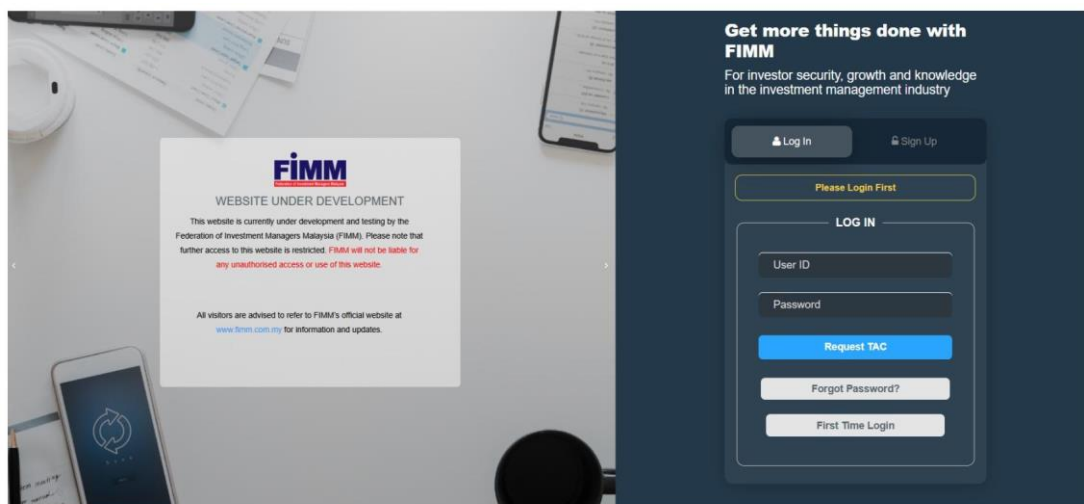 FiMM
Federation of Investment Managers Malaysia
WEBSITE UNDER DEVELOPMENT
This website is currently under development and testing by the
Federation of Investment Managers Malaysia (FIMM). Please note that
further access to this website is restricted. FIMM will not be liable for
any unauthorised access or use of this website.
All visitors are advised to refer to FIMM's official website at
www.fimm.com.my for information and updates.
Get more things done with
FIMM
For investor security, growth and knowledge
in the investment management industry
Log In
Sign Up
Please Login First
LOG IN
User ID
Password
Request TAC
Forgot Password?
First Time Login